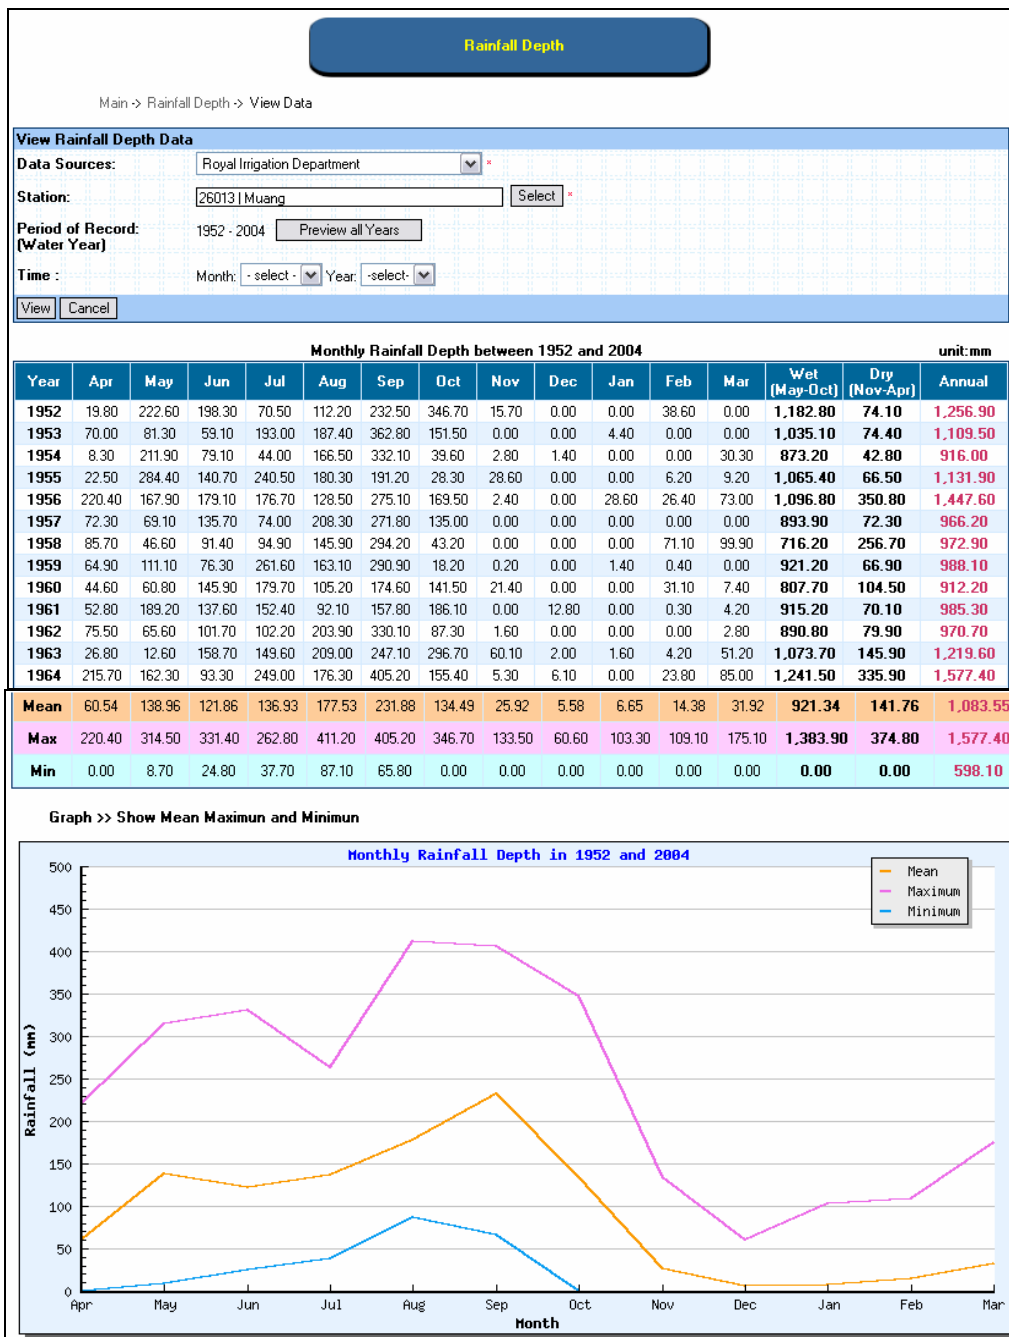 Rainfall Depth
Main -> Rainfall Depth -> View Data
View Rainfall Depth Data
Data Sources: Royal Irrigation Department *
Station: 26013 | Muang Select *
Period of Record: 1952 - 2004 Preview all Years
(Water Year)
Time : Month: - select - Year: -select-
View Cancel
Monthly Rainfall Depth between 1952 and 2004 unit:mm
Year Apr May Jun Jul Aug Sep Oct Nov Dec Jan Feb Mar Wet (May-Oct) Dry (Nov-Apr) Annual
1952 19.80 222.60 198.30 70.50 112.20 232.50 346.70 15.70 0.00 0.00 38.60 0.00 1,182.80 74.10 1,256.90
1953 70.00 81.30 59.10 193.00 187.40 362.80 151.50 0.00 0.00 4.40 0.00 0.00 1,035.10 74.40 1,109.50
1954 8.30 211.90 79.10 44.00 166.50 332.10 39.60 2.80 1.40 0.00 0.00 30.30 873.20 42.80 916.00
1955 22.50 284.40 140.70 240.50 180.30 191.20 28.30 28.60 0.00 0.00 6.20 9.20 1,065.40 66.50 1,131.90
1956 220.40 167.90 179.10 176.70 128.50 275.10 169.50 2.40 0.00 28.60 26.40 73.00 1,096.80 350.80 1,447.60
1957 72.30 69.10 135.70 74.00 208.30 271.80 135.00 0.00 0.00 0.00 0.00 0.00 893.90 72.30 966.20
1958 85.70 46.60 91.40 94.90 145.90 294.20 43.20 0.00 0.00 0.00 71.10 99.90 716.20 256.70 972.90
1959 64.90 111.10 76.30 261.60 163.10 290.90 18.20 0.20 0.00 1.40 0.40 0.00 921.20 66.90 988.10
1960 44.60 60.80 145.90 179.70 105.20 174.60 141.50 21.40 0.00 0.00 31.10 7.40 807.70 104.50 912.20
1961 52.80 189.20 137.60 152.40 92.10 157.80 186.10 0.00 12.80 0.00 0.30 4.20 915.20 70.10 985.30
1962 75.50 65.60 101.70 102.20 203.90 330.10 87.30 1.60 0.00 0.00 0.00 2.80 890.80 79.90 970.70
1963 26.80 12.60 158.70 149.60 209.00 247.10 296.70 60.10 2.00 1.60 4.20 51.20 1,073.70 145.90 1,219.60
1964 215.70 162.30 93.30 249.00 176.30 405.20 155.40 5.30 6.10 0.00 23.80 85.00 1,241.50 335.90 1,577.40
Mean 60.54 138.96 121.86 136.93 177.53 231.88 134.49 25.92 5.58 6.65 14.38 31.92 921.34 141.76 1,083.55
Max 220.40 314.50 331.40 262.80 411.20 405.20 346.70 133.50 60.60 103.30 109.10 175.10 1,383.90 374.80 1,577.40
Min 0.00 8.70 24.80 37.70 87.10 65.80 0.00 0.00 0.00 0.00 0.00 0.00 0.00 0.00 598.10
Graph >> Show Mean Maximun and Minimun
Monthly Rainfall Depth in 1952 and 2004
Mean
Maximum
Minimum
500
450
400
350
300
250
200
150
100
50
0
Rainfall (mm)
Apr May Jun Jul Aug Sep Oct Nov Dec Jan Feb Mar
Month